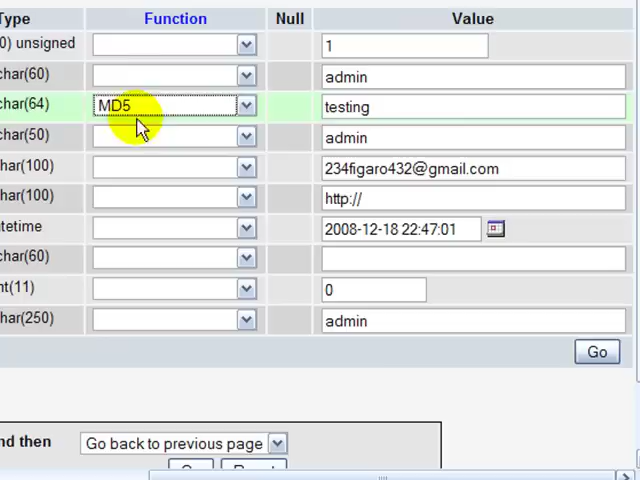 Type Function Null Value
0) unsigned 1
char(60) admin
char(64) MD5 testing
char(50) admin
char(100) 234figaro432@gmail.com
char(100) http://
atetime 2008-12-18 22:47:01
char(60)
nt(11) 0
char(250) admin
Go
nd then Go back to previous page